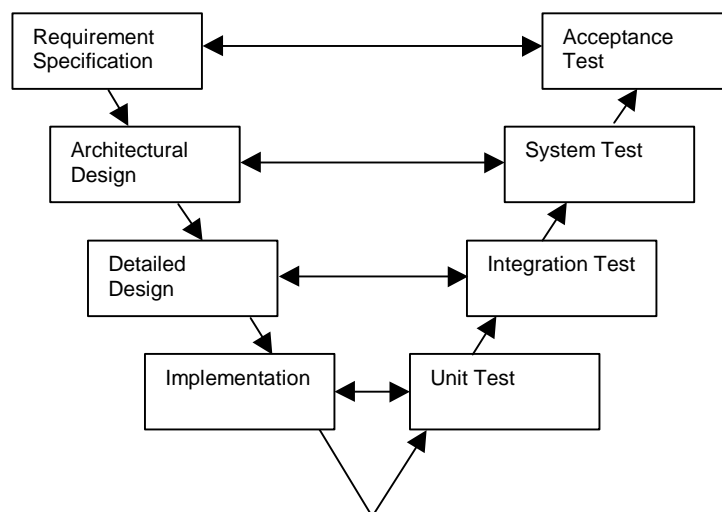 Requirement
Specification
Acceptance
Test
Architectural
Design
System Test
Detailed
Design
Integration Test
Implementation
Unit Test